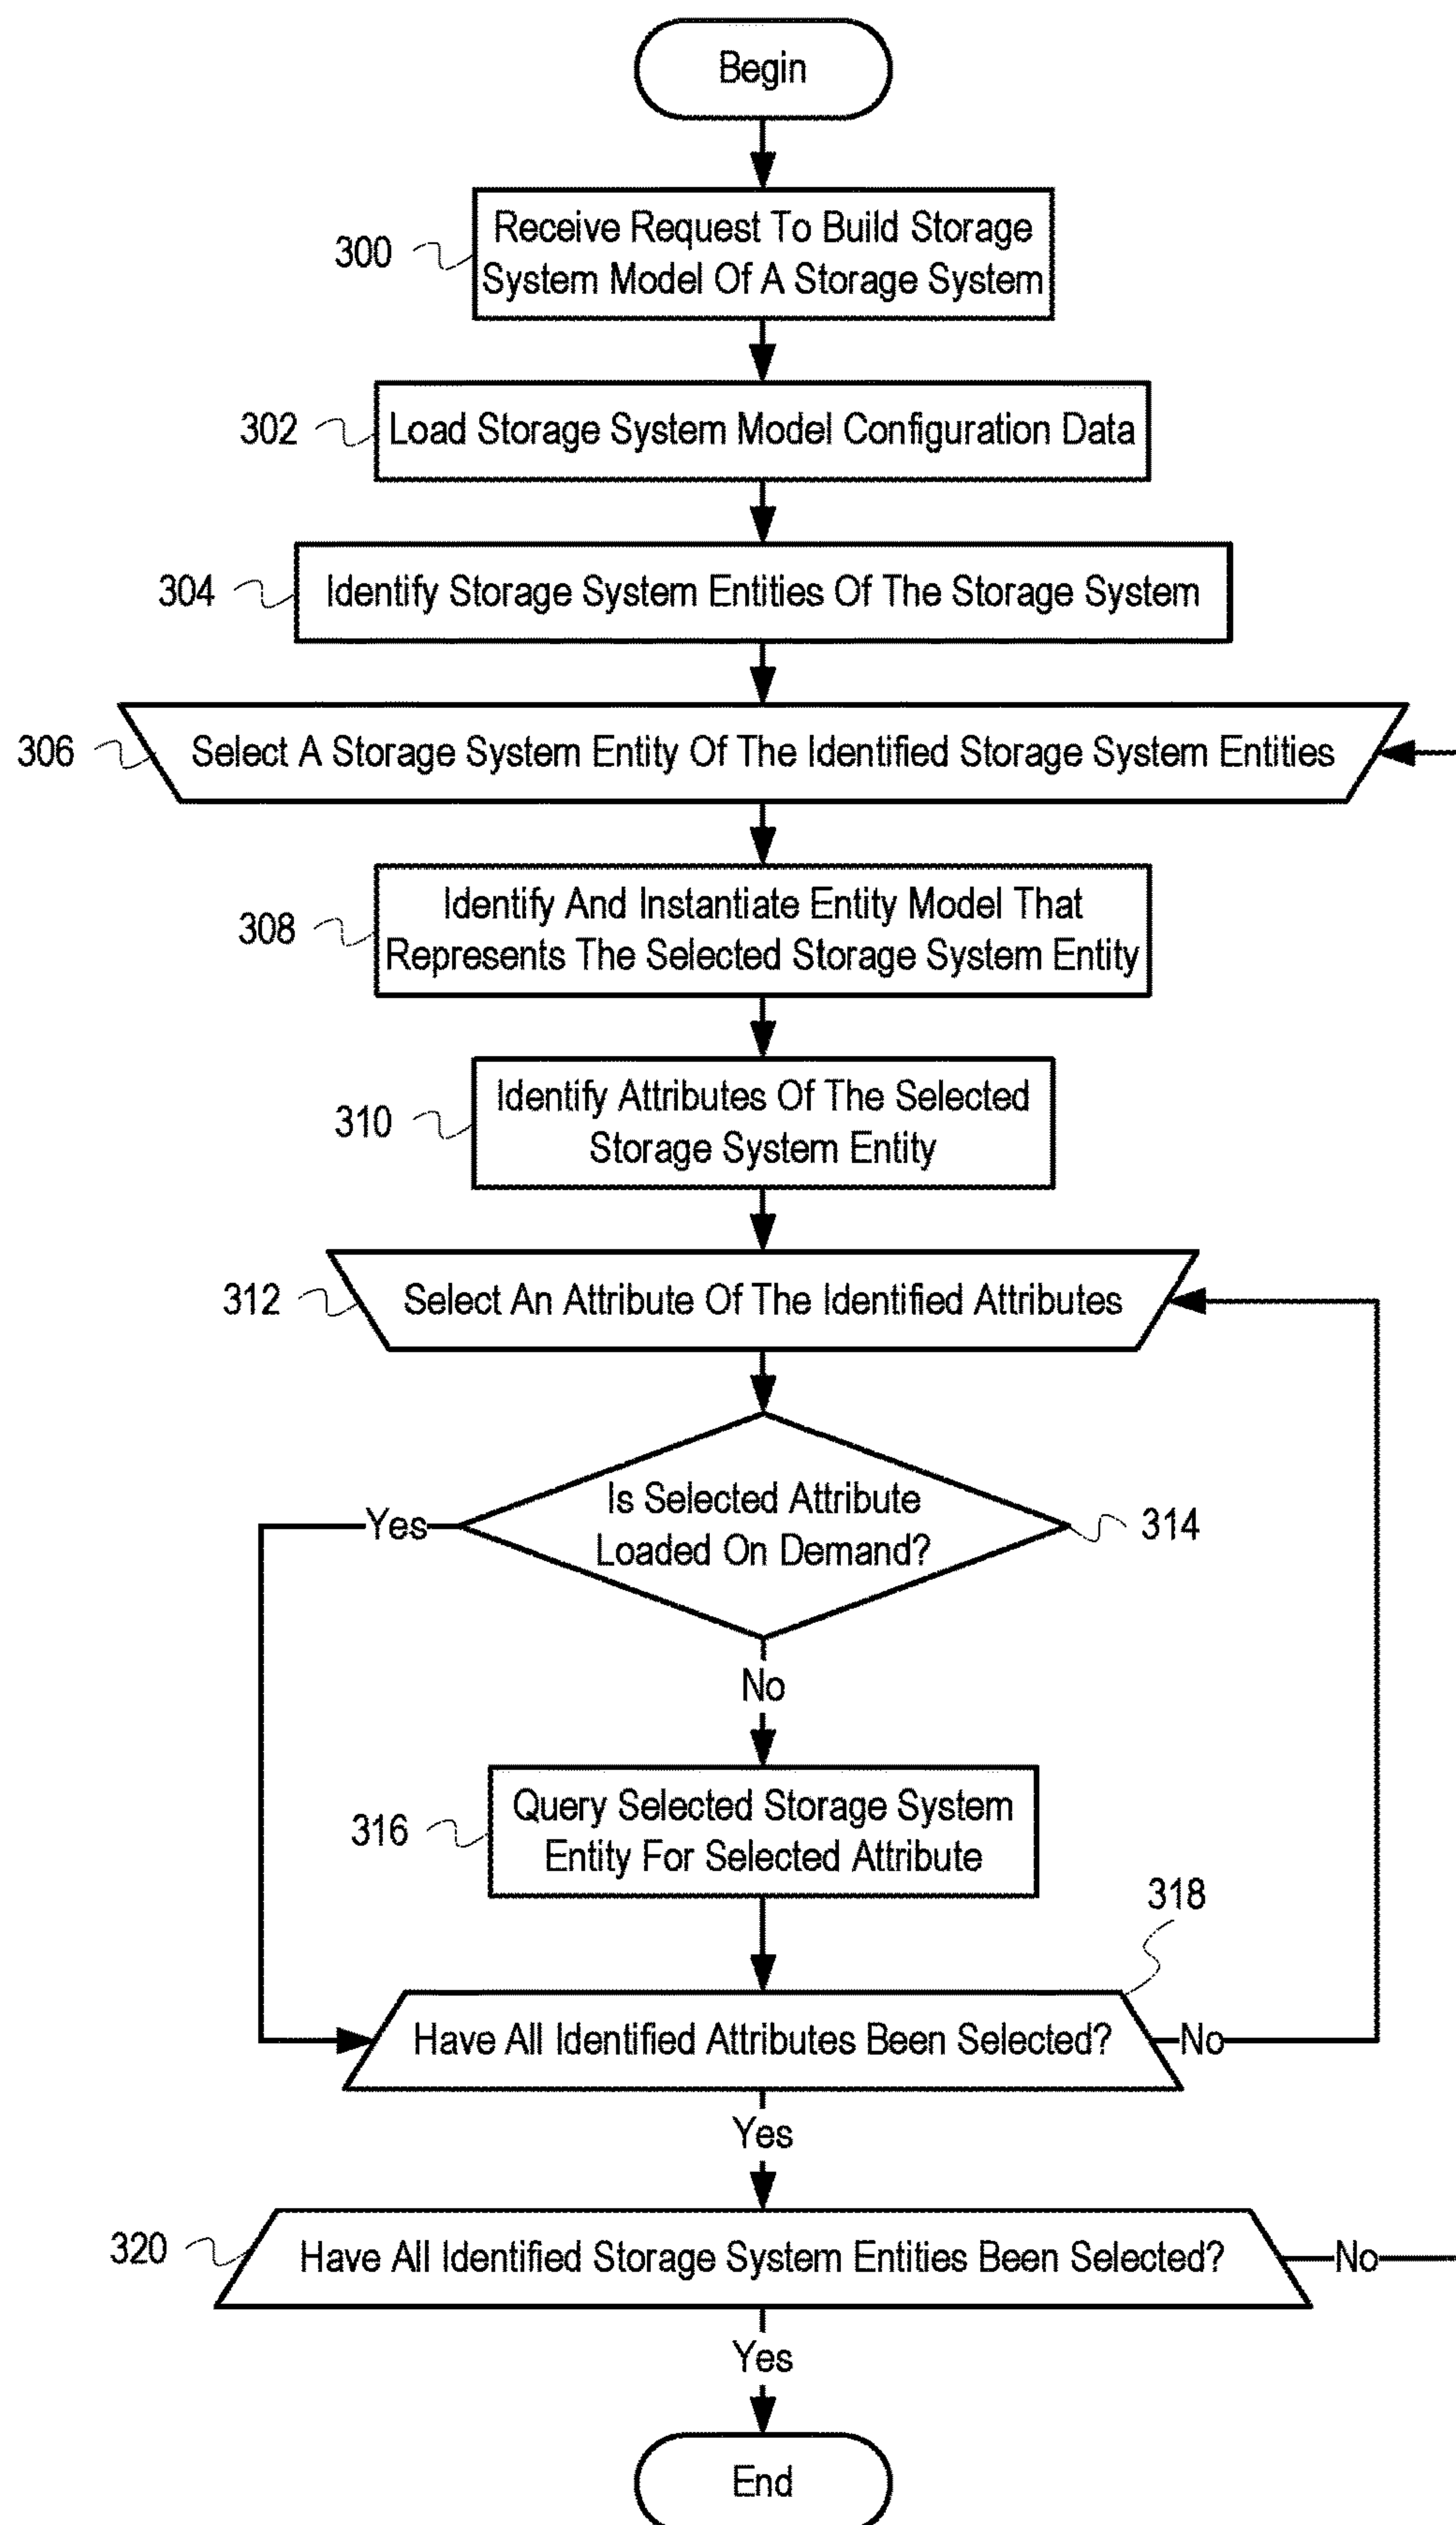 Begin
300
Receive Request To Build Storage
System Model Of A Storage System
302
Load Storage System Model Configuration Data
304
Identify Storage System Entities Of The Storage System
306
Select A Storage System Entity Of The Identified Storage System Entities
308
Identify And Instantiate Entity Model That
Represents The Selected Storage System Entity
310
Identify Attributes Of The Selected
Storage System Entity
312
Select An Attribute Of The Identified Attributes
Is Selected Attribute
Loaded On Demand?
Yes
314
No
316
Query Selected Storage System
Entity For Selected Attribute
318
Have All Identified Attributes Been Selected?
No
Yes
320
Have All Identified Storage System Entities Been Selected?
No
Yes
End